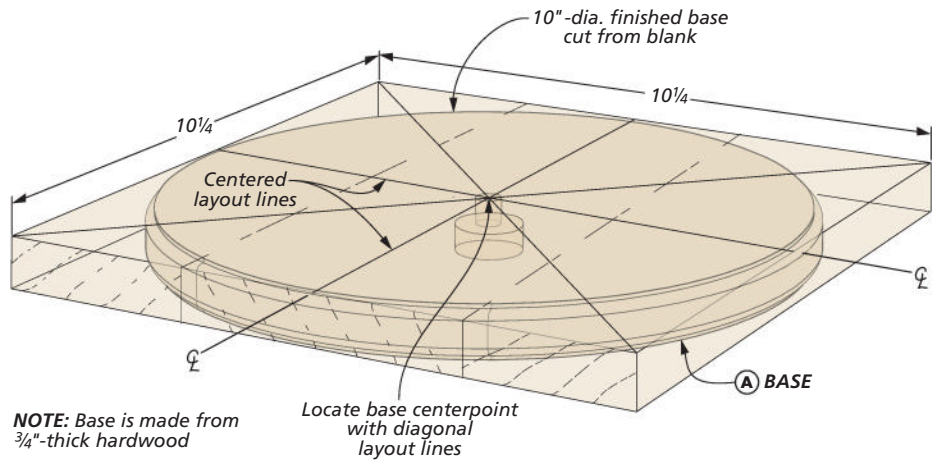 10"-dia. finished base
cut from blank
10¼
10¼
Centered
layout lines
℄
℄
A BASE
Locate base centerpoint
with diagonal
layout lines
NOTE: Base is made from
¾"-thick hardwood